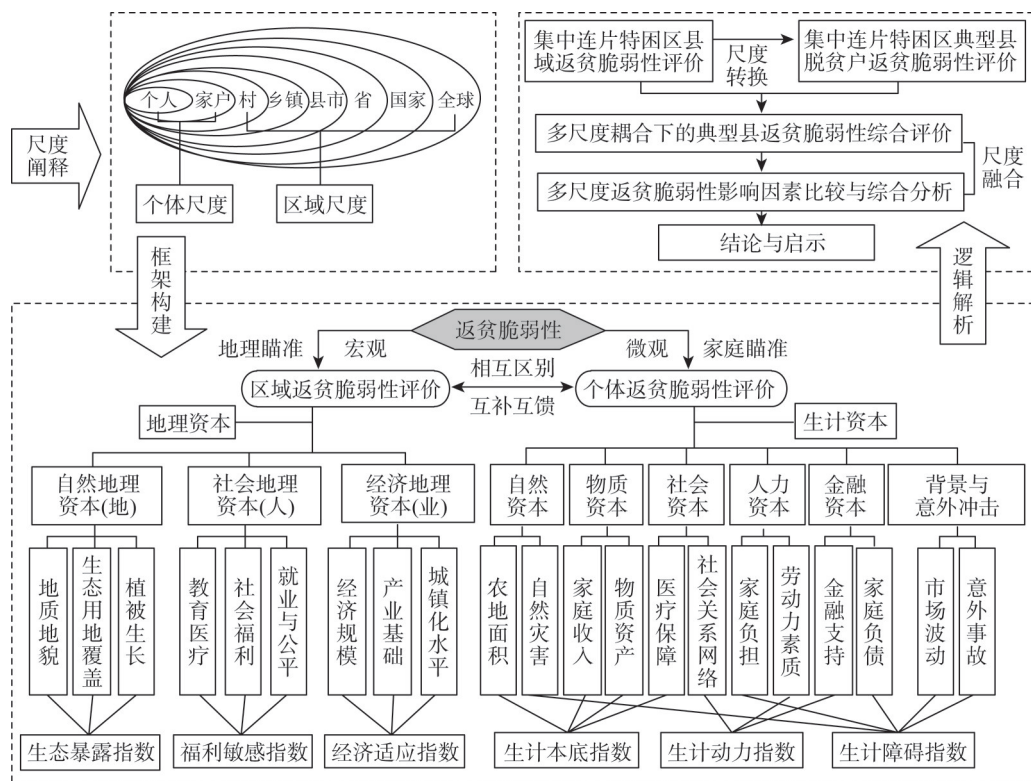 尺度
阐释
个人 家户 村 乡镇 县市 省 国家 全球
个体尺度
区域尺度
集中连片特困区县
域返贫脆弱性评价
尺度
转换
集中连片特困区典型县
脱贫户返贫脆弱性评价
多尺度耦合下的典型县返贫脆弱性综合评价
多尺度返贫脆弱性影响因素比较与综合分析
尺度
融合
结论与启示
框架构建
逻辑解析
返贫脆弱性
地理瞄准 宏观
微观 家庭瞄准
区域返贫脆弱性评价
相互区别
互补互馈
个体返贫脆弱性评价
地理资本
生计资本
自然地理
资本(地)
社会地理
资本(人)
经济地理
资本(业)
自然
资本
物质
资本
社会
资本
人力
资本
金融
资本
背景与
意外冲击
地质地貌
生态用地覆盖
植被生长
教育医疗
社会福利
就业与公平
经济规模
产业基础
城镇化水平
农地面积
自然灾害
家庭收入
物质资产
医疗保障
社会关系网络
家庭负担
劳动力素质
金融支持
家庭负债
市场波动
意外事故
生态暴露指数
福利敏感指数
经济适应指数
生计本底指数
生计动力指数
生计障碍指数